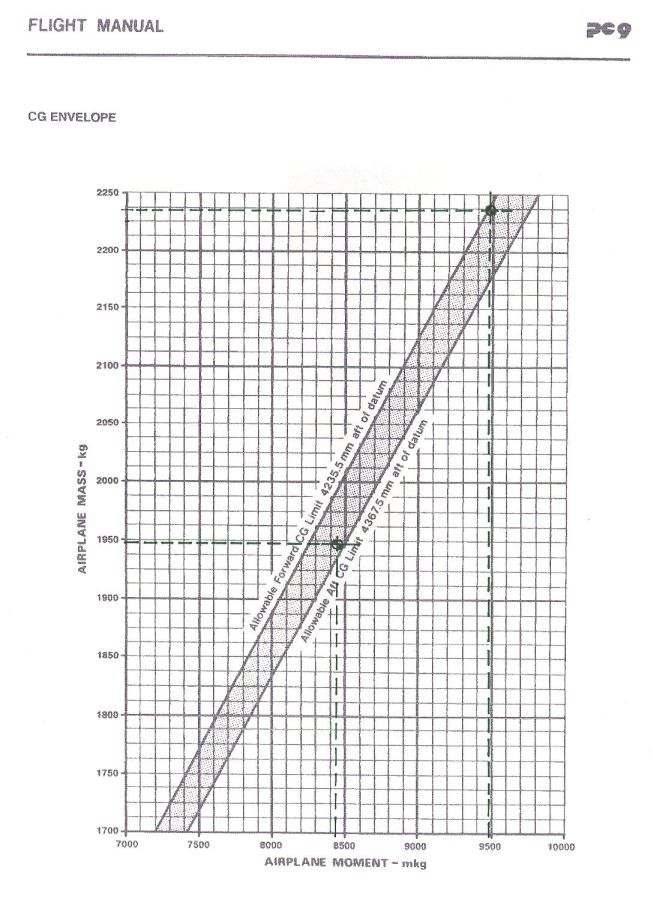 FLIGHT MANUAL
PC9
CG ENVELOPE
2250
2200
2150
2100
2050
2000
1950
1900
1850
1800
1750
1700
AIRPLANE MASS - kg
Allowable Forward CG Limit 4235.5 mm aft of datum
Allowable Aft CG Limit 4367.5 mm aft of datum
7000 7500 8000 8500 9000 9500 10000
AIRPLANE MOMENT - mkg